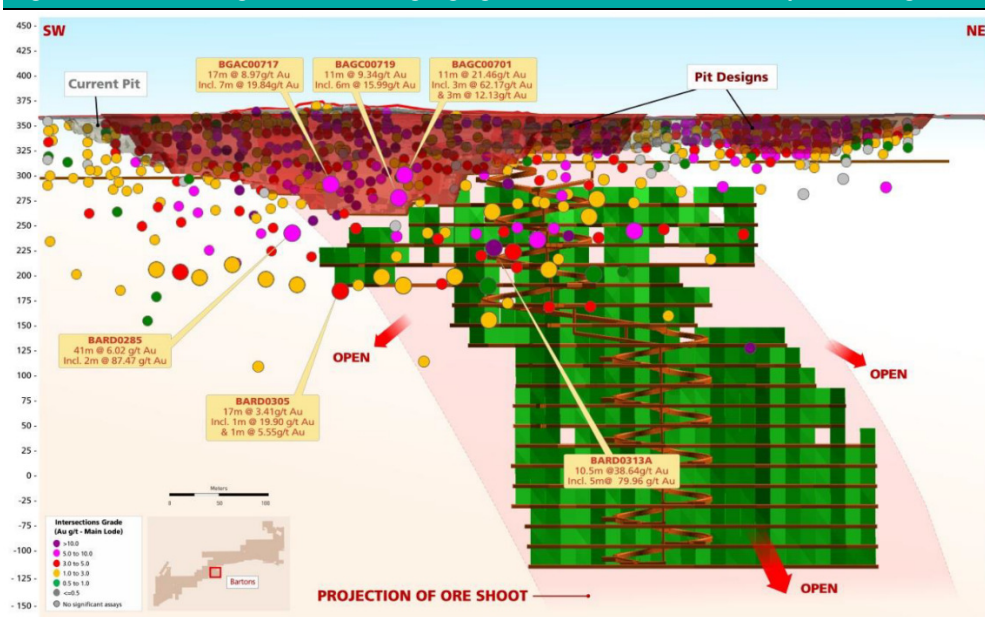 SW
NE
450
425
400
375
350
325
300
275
250
225
200
175
150
125
100
75
50
25
0
-25
-50
-75
-100
- 125
- 150
Current Pit
BGAC00717
17m @ 8.97g/t Au
Incl. 7m @ 19.84g/t Au
BAGC00719
11m @ 9.34g/t Au
Incl. 6m @ 15.99g/t Au
BAGC00701
11m @ 21.46g/t Au
Incl. 3m @ 62.17g/t Au
& 3m @ 12.13g/t Au
Pit Designs
BARD0285
41m @ 6.02 g/t Au
Incl. 2m @ 87.47 g/t Au
OPEN
OPEN
BARD0305
17m @ 3.41g/t Au
Incl. 1m @ 19.90 g/t Au
& 1m @ 5.55g/t Au
BARD0313A
10.5m @38.64g/t Au
Incl. 5m@ 79.96 g/t Au
Meters
0 50 100
Intersections Grade
(Au g/t - Main Lode)
>10.0
5.0 to 10.0
3.0 to 5.0
1.0 to 3.0
0.5 to 1.0
<=0.5
No significant assays
Bartons
PROJECTION OF ORE SHOOT
OPEN